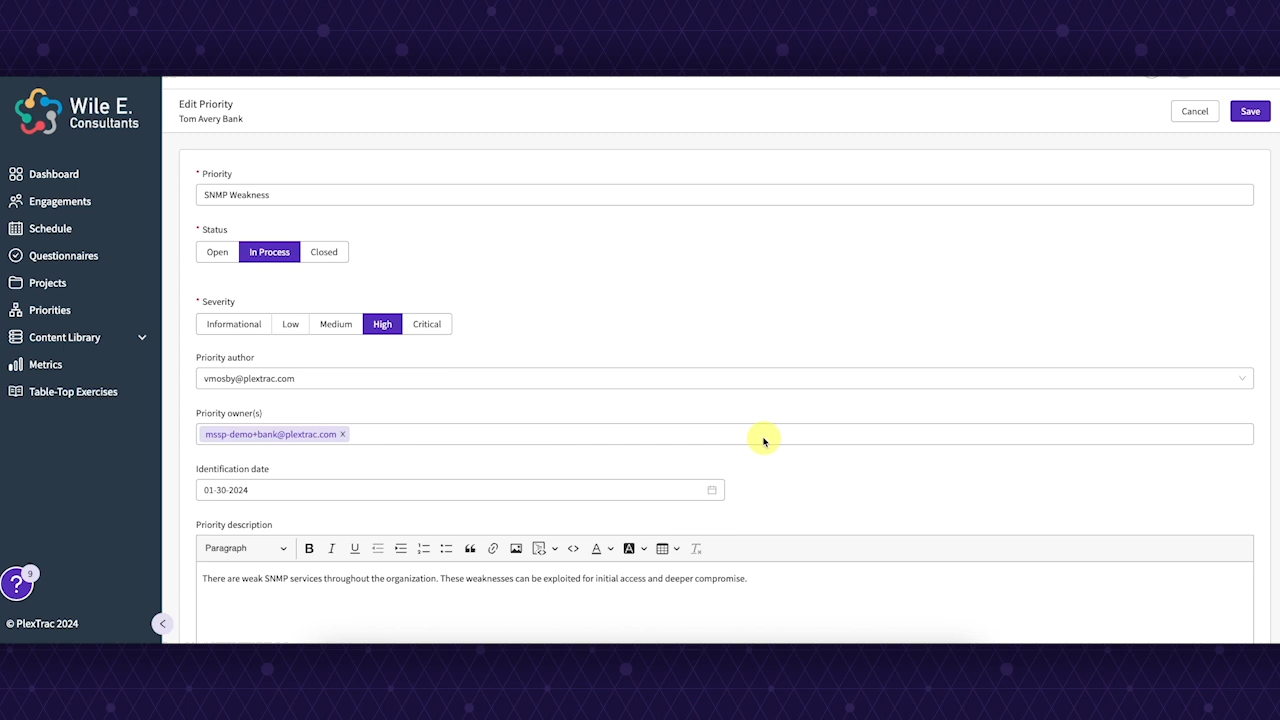 Wile E.
Consultants
Dashboard
Engagements
Schedule
Questionnaires
Projects
Priorities
Content Library
Metrics
Table-Top Exercises
?
9
© PlexTrac 2024
Edit Priority
Tom Avery Bank
Cancel
Save
* Priority
SNMP Weakness
* Status
Open In Process Closed
* Severity
Informational Low Medium High Critical
Priority author
vmosby@plextrac.com
Priority owner(s)
mssp-demo+bank@plextrac.com x
Identification date
01-30-2024
Priority description
Paragraph B I U A A Tx
There are weak SNMP services throughout the organization. These weaknesses can be exploited for initial access and deeper compromise.